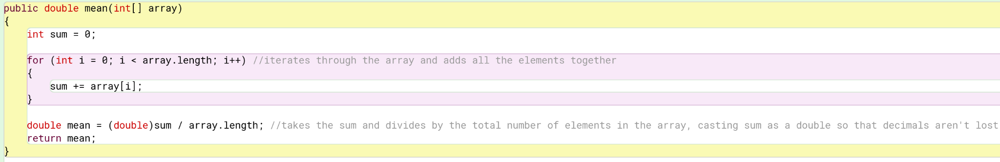 public double mean(int[] array)
{
    int sum = 0;

    for (int i = 0; i < array.length; i++) //iterates through the array and adds all the elements together
    {
        sum += array[i];
    }

    double mean = (double)sum / array.length; //takes the sum and divides by the total number of elements in the array, casting sum as a double so that decimals aren't lost
    return mean;
}